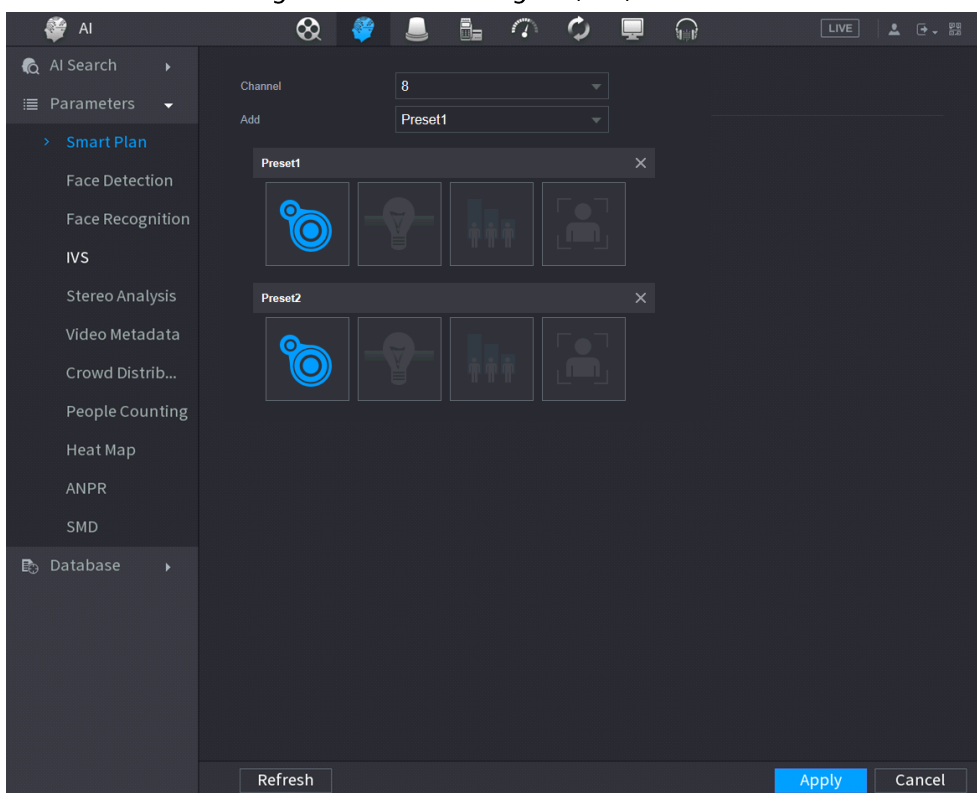 AI
LIVE
AI Search
Parameters
Smart Plan
Face Detection
Face Recognition
IVS
Stereo Analysis
Video Metadata
Crowd Distrib...
People Counting
Heat Map
ANPR
SMD
Database
Channel 8
Add Preset1
Preset1
Preset2
Refresh
Apply Cancel